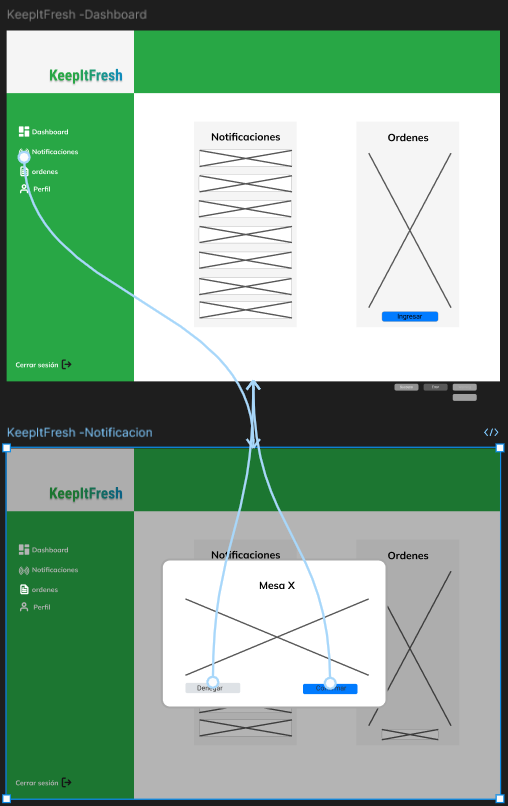 KeepItFresh -Dashboard
KeepItFresh
Dashboard
Notificaciones
ordenes
Perfil
Cerrar sesión
Notificaciones
Ordenes
Ingresar
KeepItFresh -Notificacion
</>
KeepItFresh
Dashboard
Notificaciones
ordenes
Perfil
Cerrar sesión
Notificaciones
Ordenes
Mesa X
Denegar